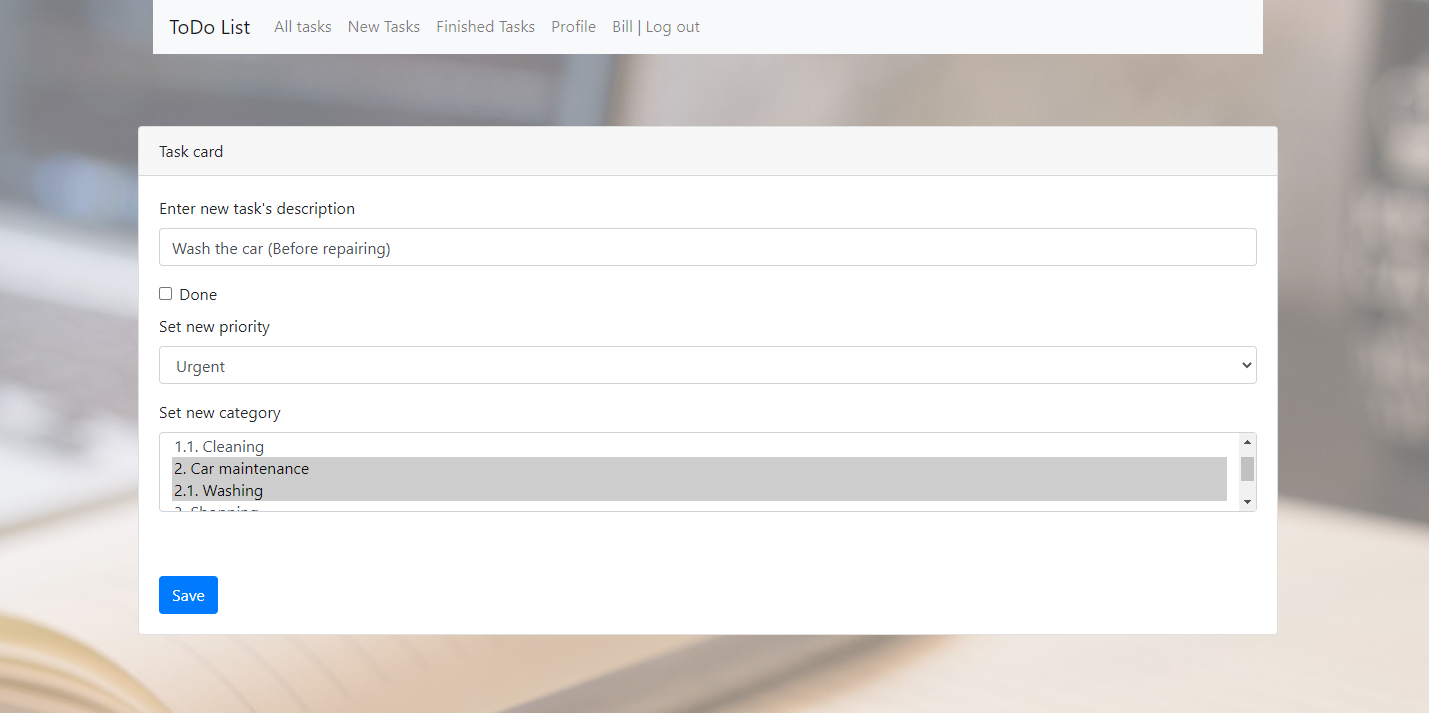 ToDo List All tasks New Tasks Finished Tasks Profile Bill | Log out
Task card
Enter new task's description
Wash the car (Before repairing)
Done
Set new priority
Urgent
Set new category
1.1. Cleaning
2. Car maintenance
2.1. Washing
3. Shopping
Save